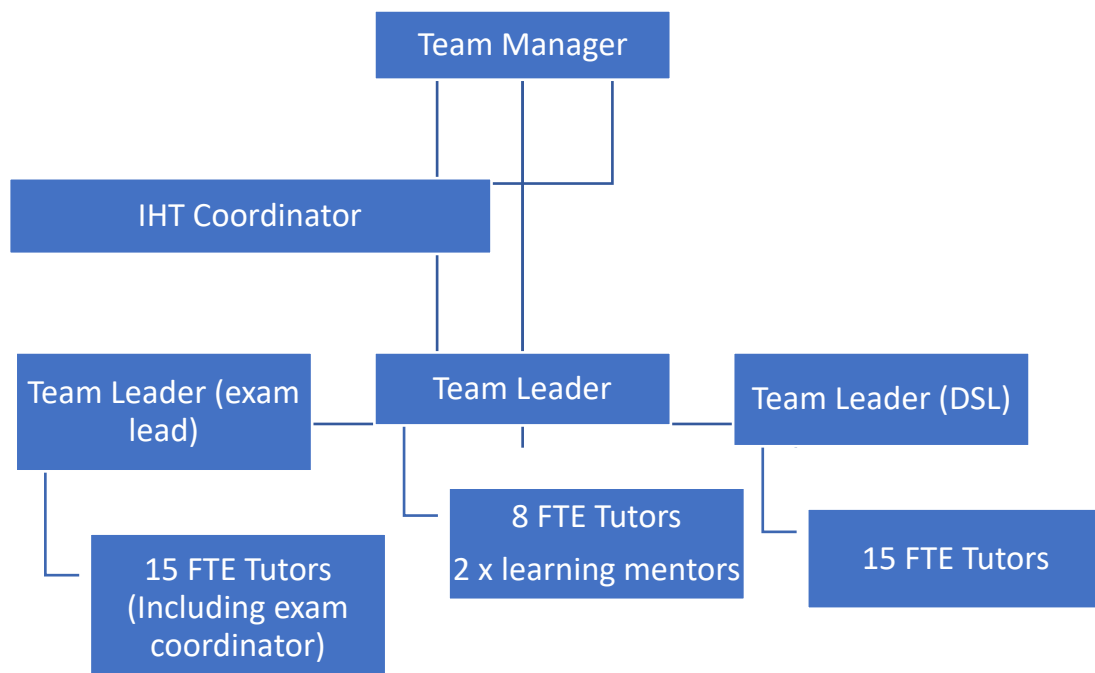 Team Manager
IHT Coordinator
Team Leader (exam
lead)
Team Leader
Team Leader (DSL)
15 FTE Tutors
(Including exam
coordinator)
8 FTE Tutors
2 x learning mentors
15 FTE Tutors